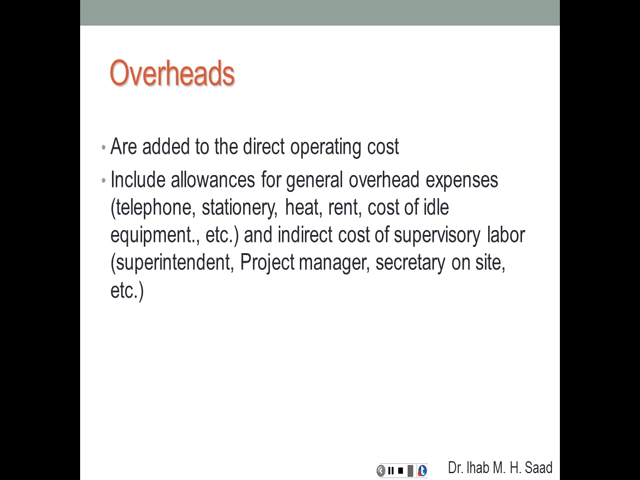 Overheads
• Are added to the direct operating cost
• Include allowances for general overhead expenses
(telephone, stationery, heat, rent, cost of idle
equipment., etc.) and indirect cost of supervisory labor
(superintendent, Project manager, secretary on site,
etc.)
Dr. Ihab M. H. Saad